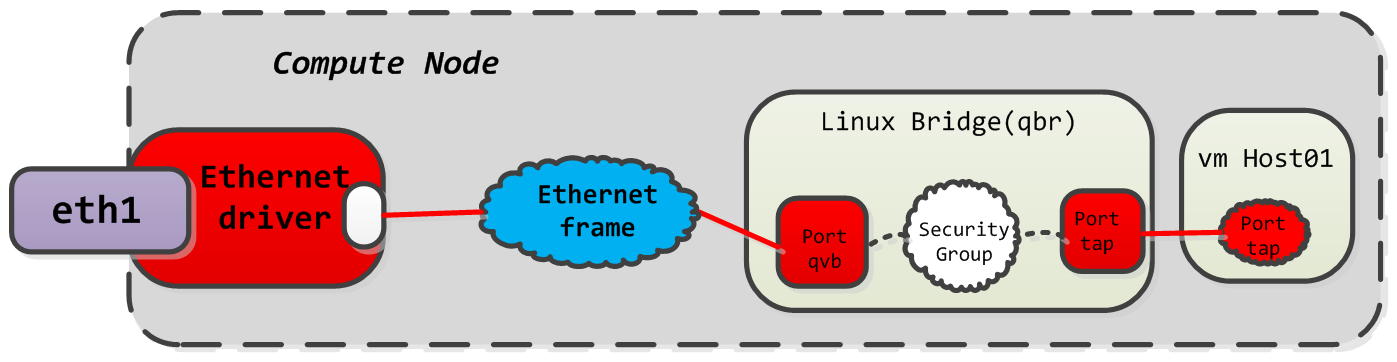 Compute Node
eth1
Ethernet
driver
Ethernet
frame
Linux Bridge(qbr)
Port
qvb
Security
Group
Port
tap
vm Host01
Port
tap